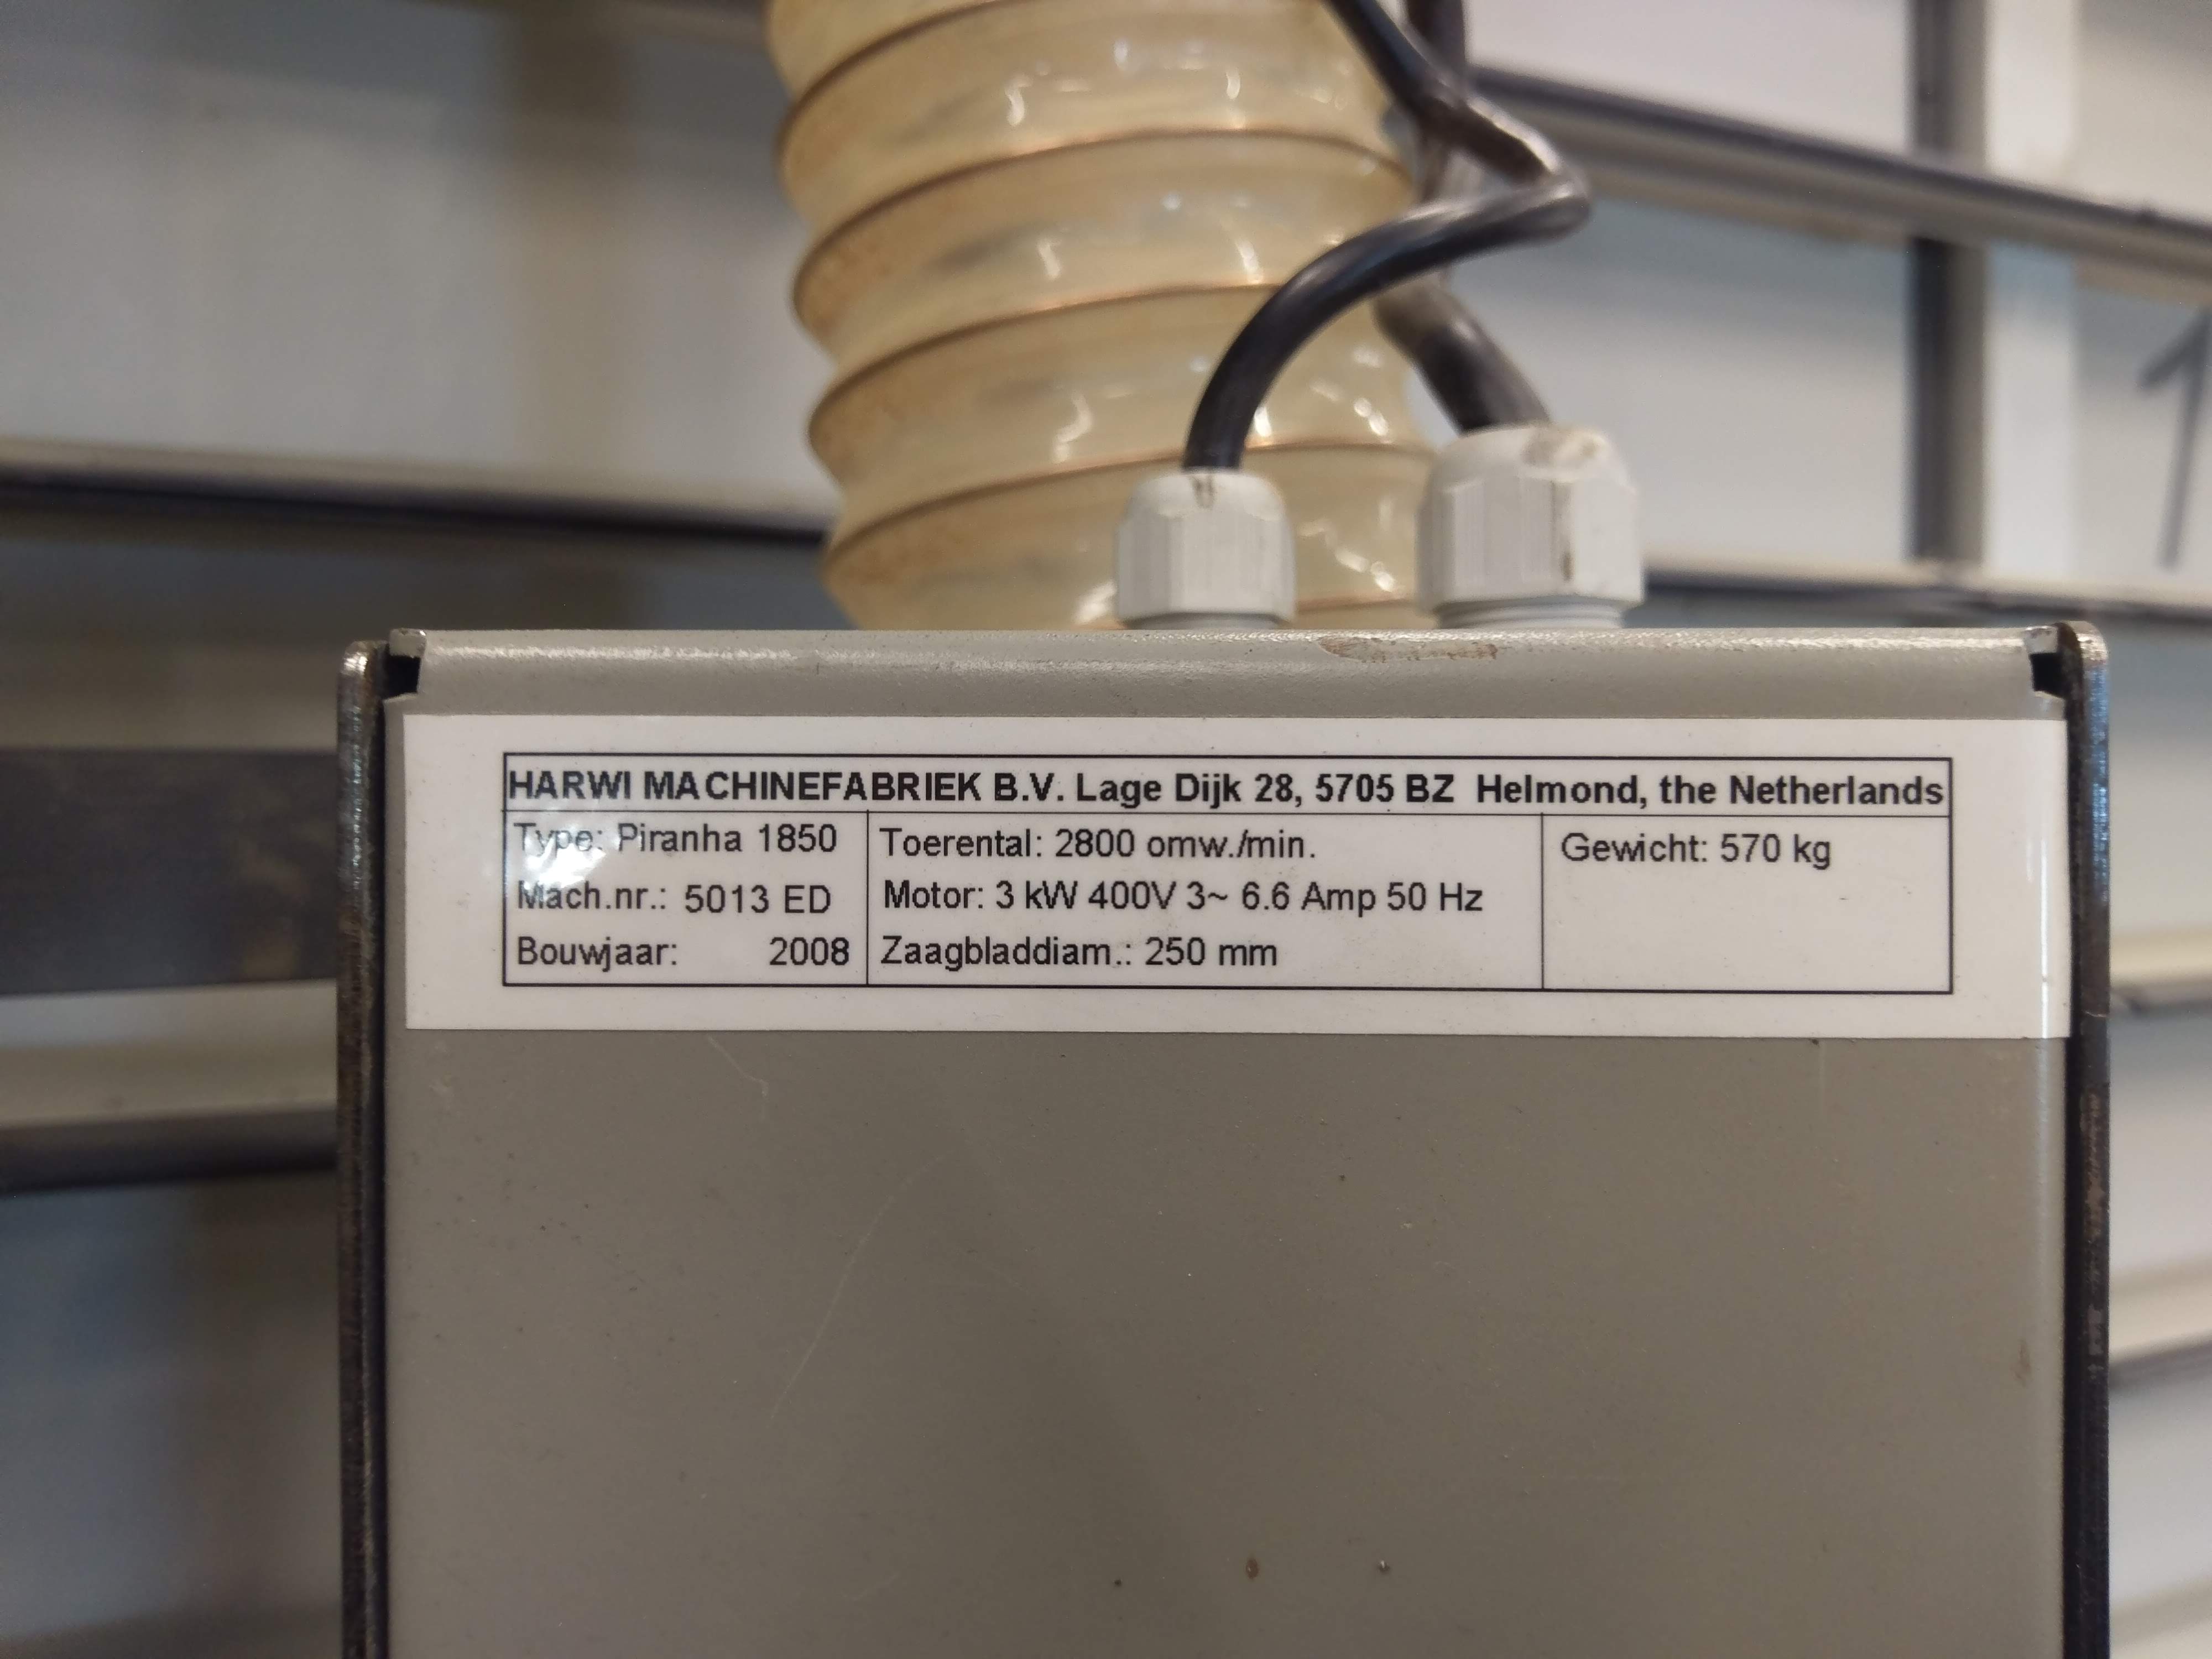 HARWI MACHINEFABRIEK B.V. Lage Dijk 28, 5705 BZ Helmond, the Netherlands
Type: Piranha 1850
Mach.nr.: 5013 ED
Bouwjaar: 2008
Toerental: 2800 omw./min.
Motor: 3 kW 400V 3~ 6.6 Amp 50 Hz
Zaagbladdiam.: 250 mm
Gewicht: 570 kg
1